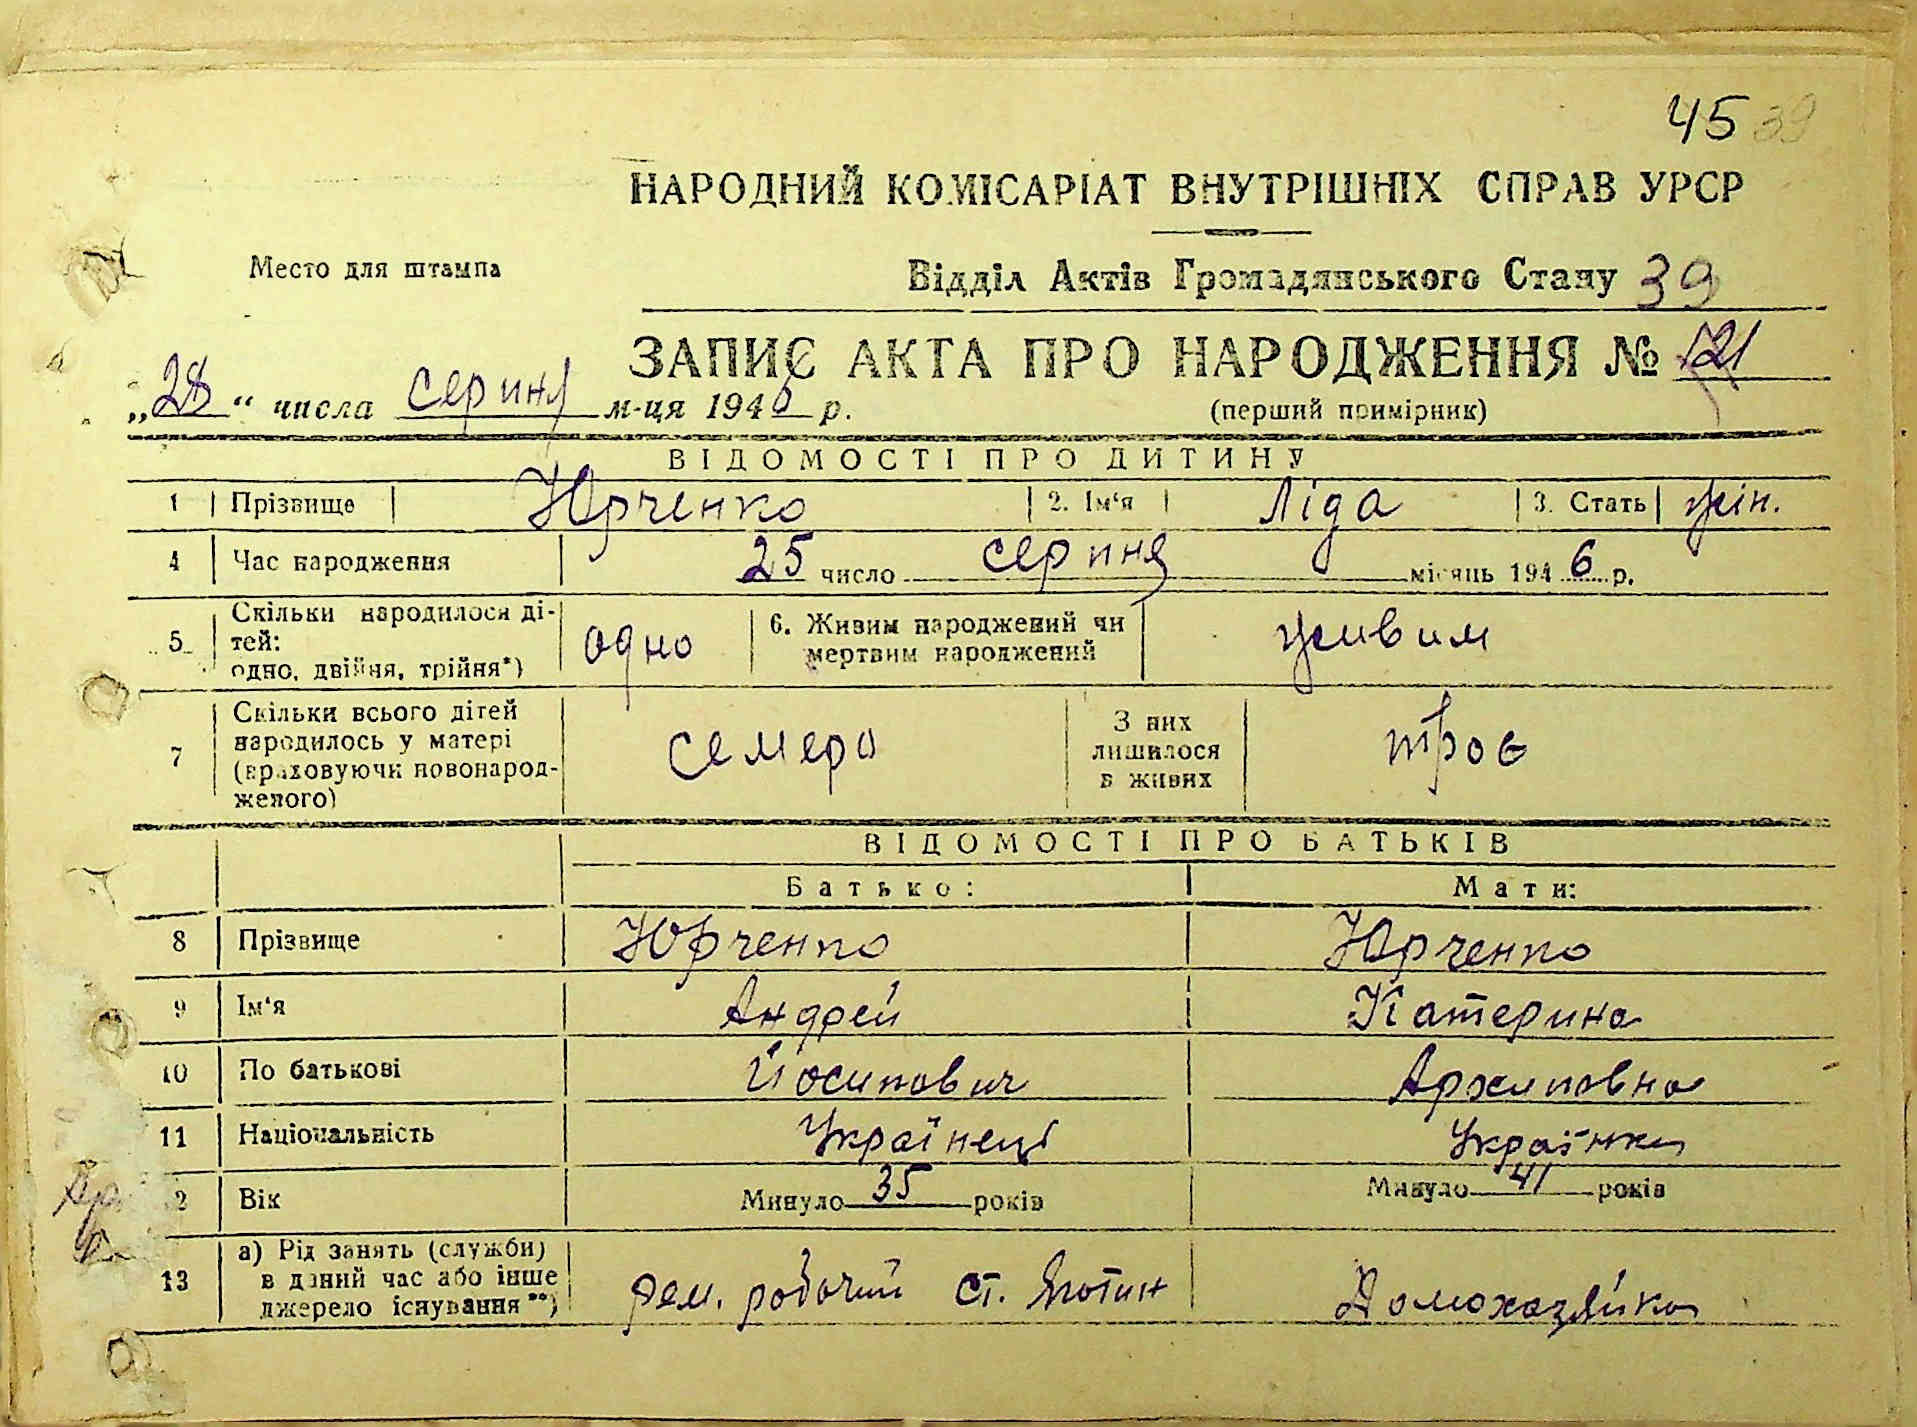 45 39
НАРОДНИЙ КОМІСАРІАТ ВНУТРІШНІХ СПРАВ УРСР
Место для штампа
Відділ Актів Громадянського Стану 39
ЗАПИС АКТА ПРО НАРОДЖЕННЯ № 121
„28“ числа серпня м-ця 1946 р.
(перший примірник)
ВІДОМОСТІ ПРО ДИТИНУ
1 Прізвище Юрченко 2. Ім'я Ліда 3. Стать жін.
4 Час народження 25 число серпня місяць 1946 р.
5 Скільки народилося ді-
тей:
одно, двійня, трійня*)
одно
6. Живим народжений чи
мертвим народжений
живим
7 Скільки всього дітей
народилось у матері
(враховуючи новонарод-
женого)
семеро
З них
лишилося
в живих
троє
ВІДОМОСТІ ПРО БАТЬКІВ
Батько: Мати:
8 Прізвище Юрченко Юрченко
9 Ім'я Андрей Катерина
10 По батькові Йосипович Архиповна
11 Національність Українець Українка
12 Вік Минуло 35 років Минуло 41 років
13 а) Рід занять (служби)
в даний час або інше
джерело існування**)
рем. робочий ст. Яготин Домохазяйка